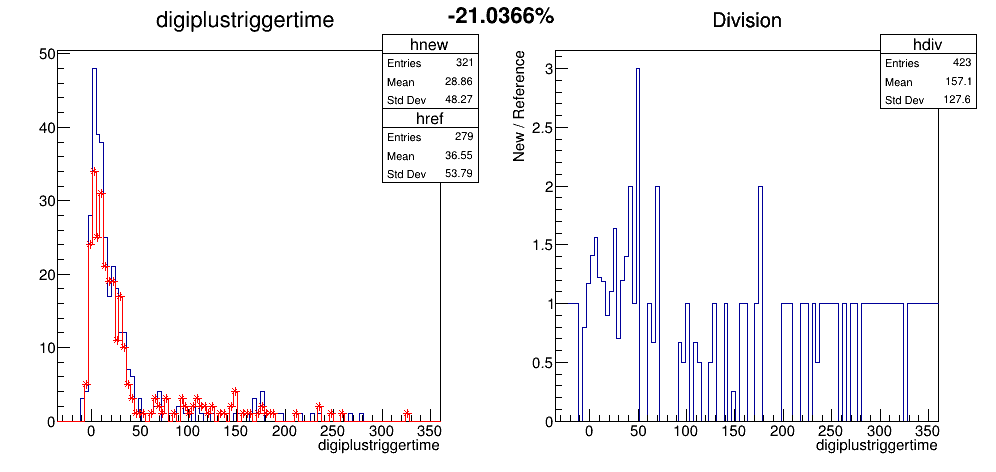 digiplustriggertime
-21.0366%
Division
hnew
Entries 321
Mean 28.86
Std Dev 48.27
href
Entries 279
Mean 36.55
Std Dev 53.79
50
40
30
20
10
0
0 50 100 150 200 250 300 350
digiplustriggertime
hdiv
Entries 423
Mean 157.1
Std Dev 127.6
New / Reference
3
2.5
2
1.5
1
0.5
0
0 50 100 150 200 250 300 350
digiplustriggertime